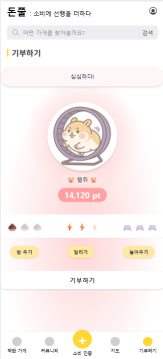 돈쭐 : 소비에 선행을 더하다
어떤 가게를 찾아볼까요? 검색
기부하기
심심하다!
햄쥐
14,120 pt
밥 주기 달리기 놀아주기
기부하기
착한 가게 커뮤니티 소비 인증 지도 기부하기